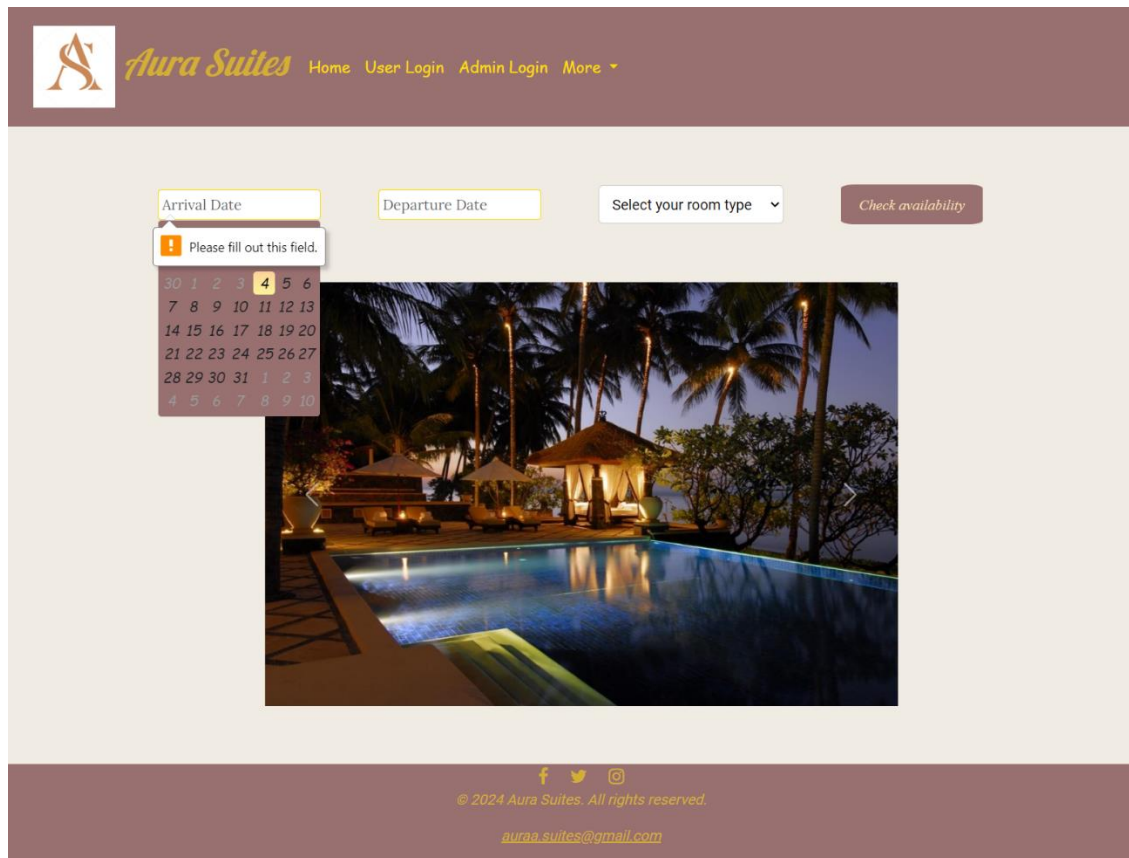 AS
Aura Suites Home User Login Admin Login More
Arrival Date Departure Date Select your room type Check availability
Please fill out this field.
30 1 2 3 4 5 6
7 8 9 10 11 12 13
14 15 16 17 18 19 20
21 22 23 24 25 26 27
28 29 30 31 1 2 3
4 5 6 7 8 9 10
© 2024 Aura Suites. All rights reserved.
auraa.suites@gmail.com